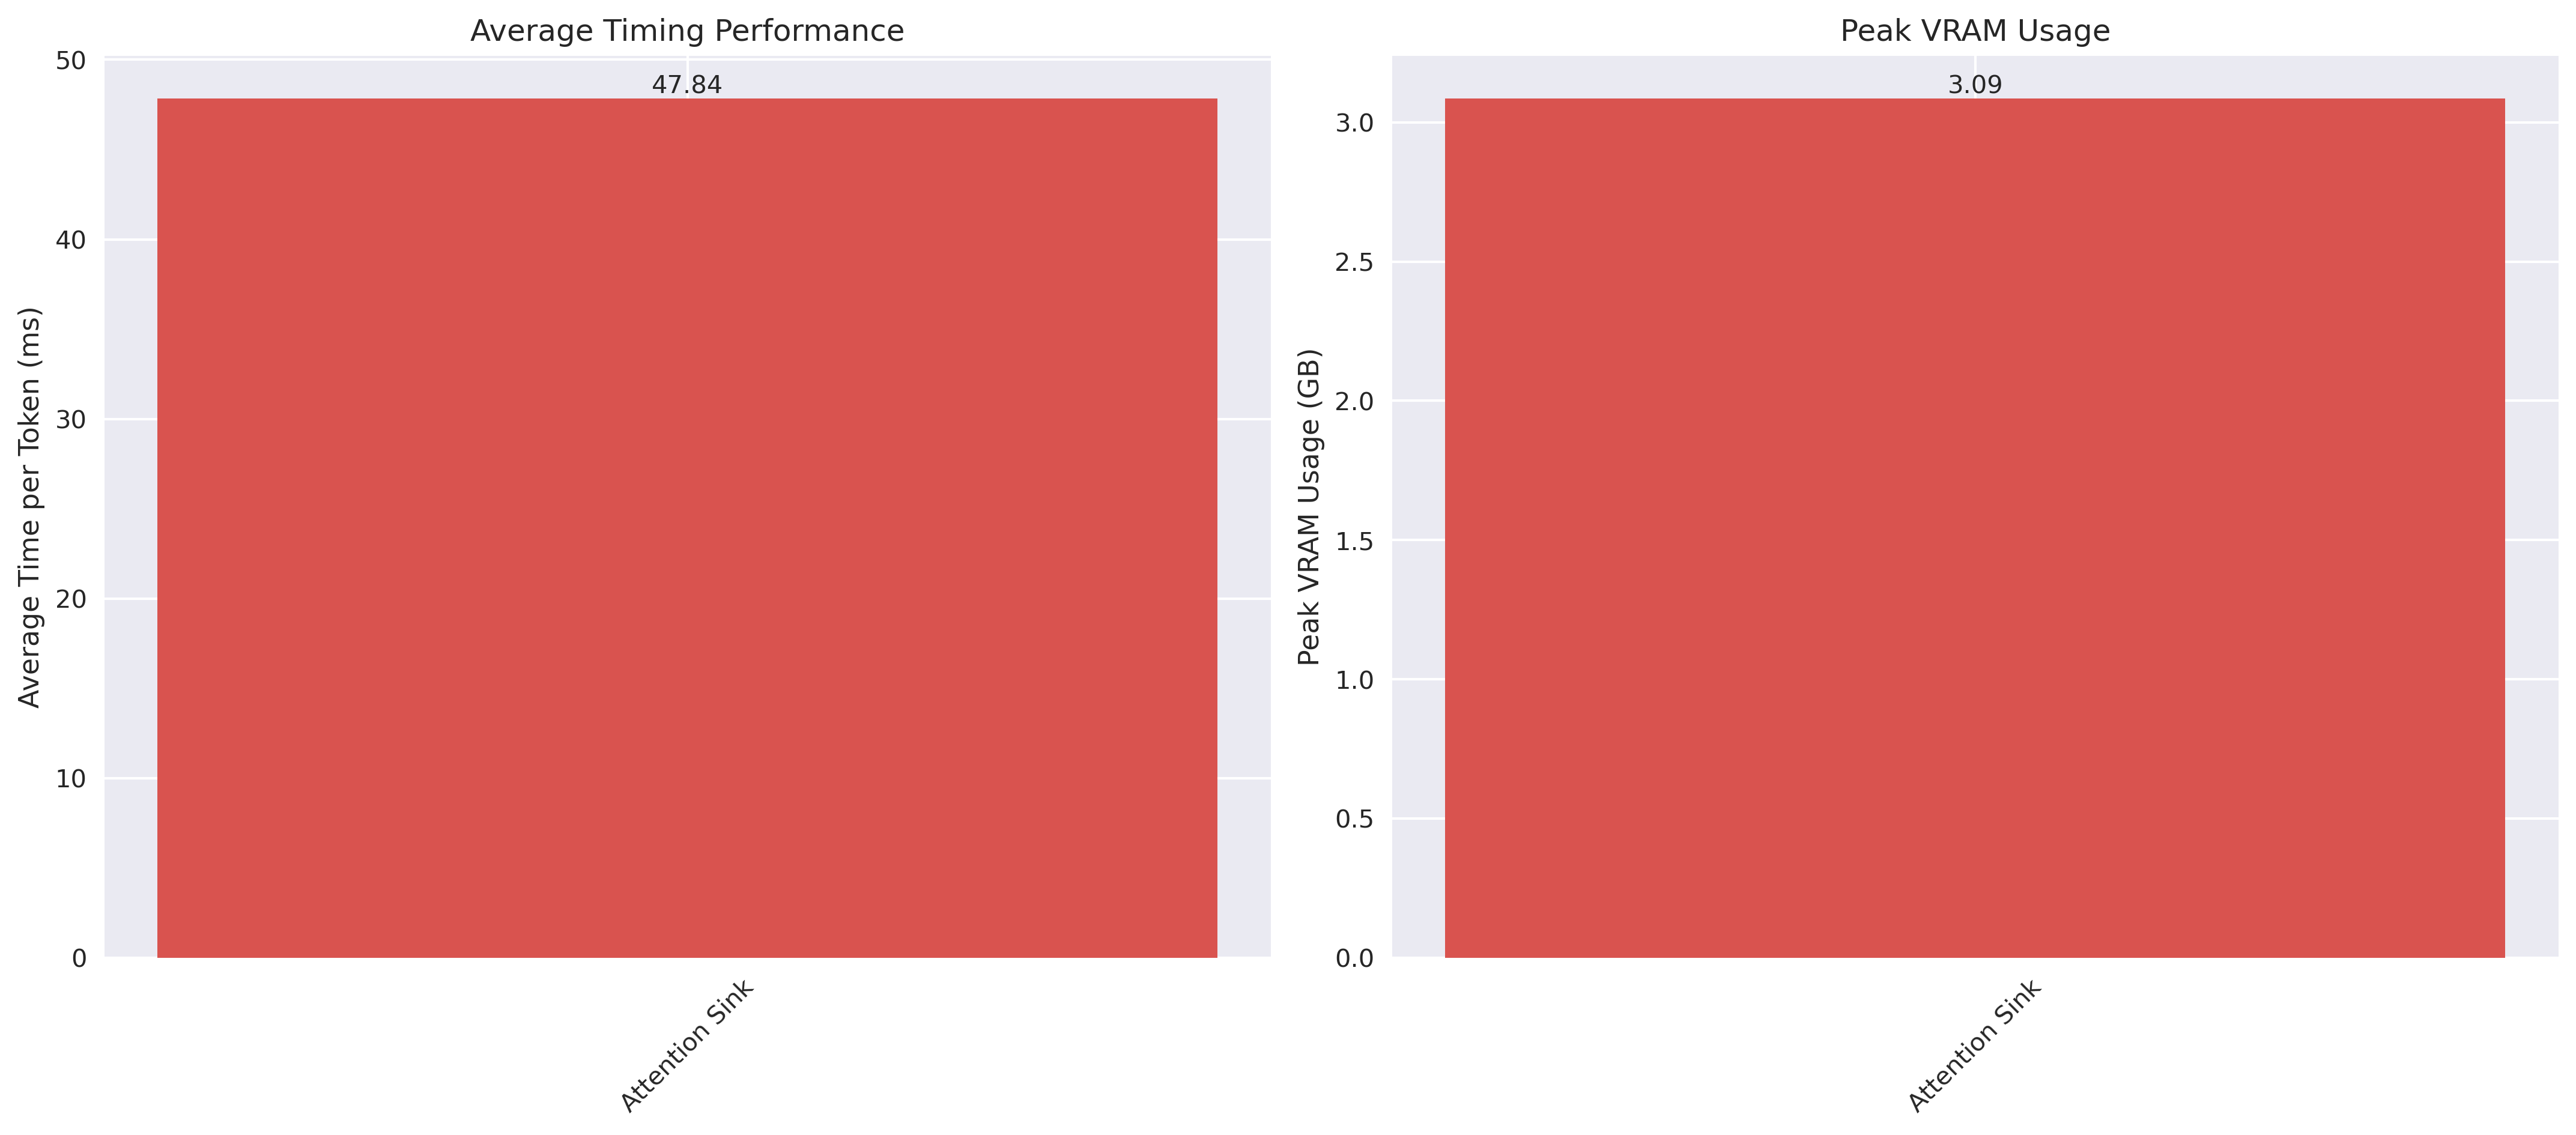 Average Timing Performance
50
47.84
40
30
20
10
0
Average Time per Token (ms)
Attention Sink
Peak VRAM Usage
3.09
3.0
2.5
2.0
1.5
1.0
0.5
0.0
Peak VRAM Usage (GB)
Attention Sink